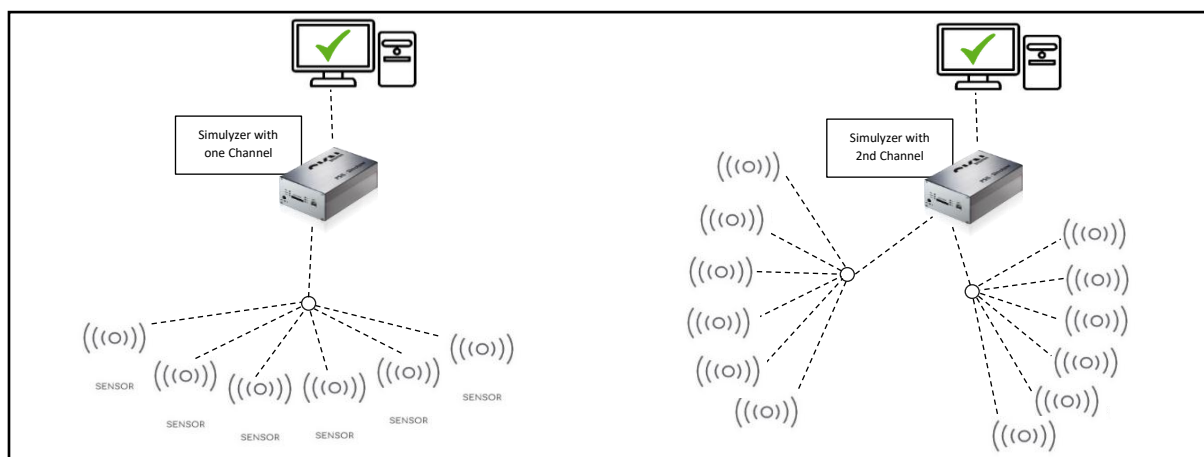 Simulyzer with
one Channel
Simulyzer with
2nd Channel
SENSOR
SENSOR
SENSOR
SENSOR
SENSOR
SENSOR